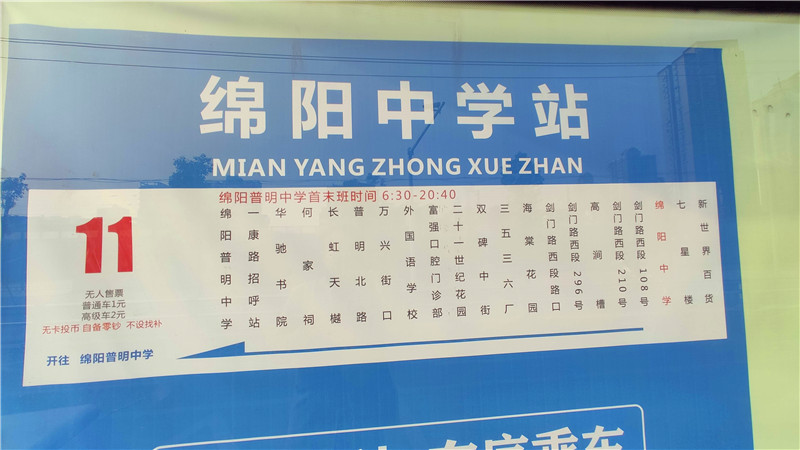 绵阳中学站
MIAN YANG ZHONG XUE ZHAN
绵阳普明中学首末班时间 6:30-20:40
11
无人售票
普通车1元
高级车2元
无卡投币 自备零钞 不设找补
开往 绵阳普明中学
绵阳普明中学
一康路招呼站
华驰书院
何家祠
长虹天樾
普明北路
万兴街口
外国语学校
富强口腔门诊部
二十一世纪花园
双碑中街
三五三六厂
海棠花园
剑门路西段路口
剑门路西段296号
高涧槽
剑门路西段210号
剑门路西段108号
绵阳中学
七星楼
新世界百货